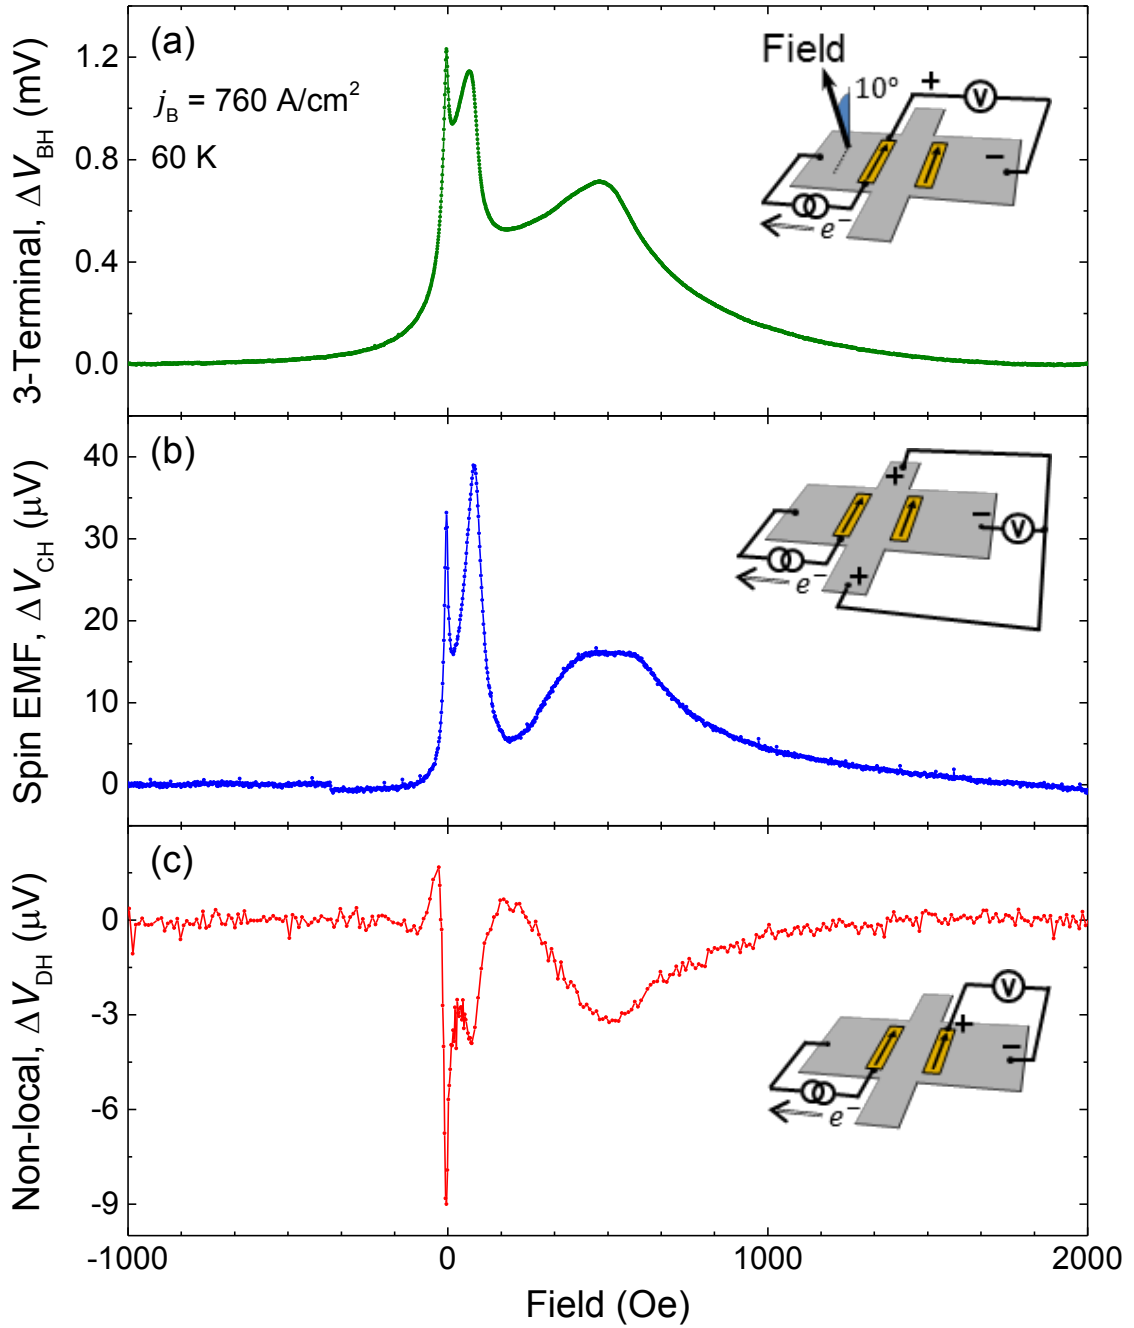 (a)
j_B = 760 A/cm²
60 K
3-Terminal, ΔV_BH (mV)
1.2
0.8
0.4
0.0
Field
10°
+
V
−
e⁻
(b)
Spin EMF, ΔV_CH (μV)
40
30
20
10
0
+
−
V
+
e⁻
(c)
Non-local, ΔV_DH (μV)
0
-3
-6
-9
V
+
−
e⁻
-1000
0
1000
2000
Field (Oe)